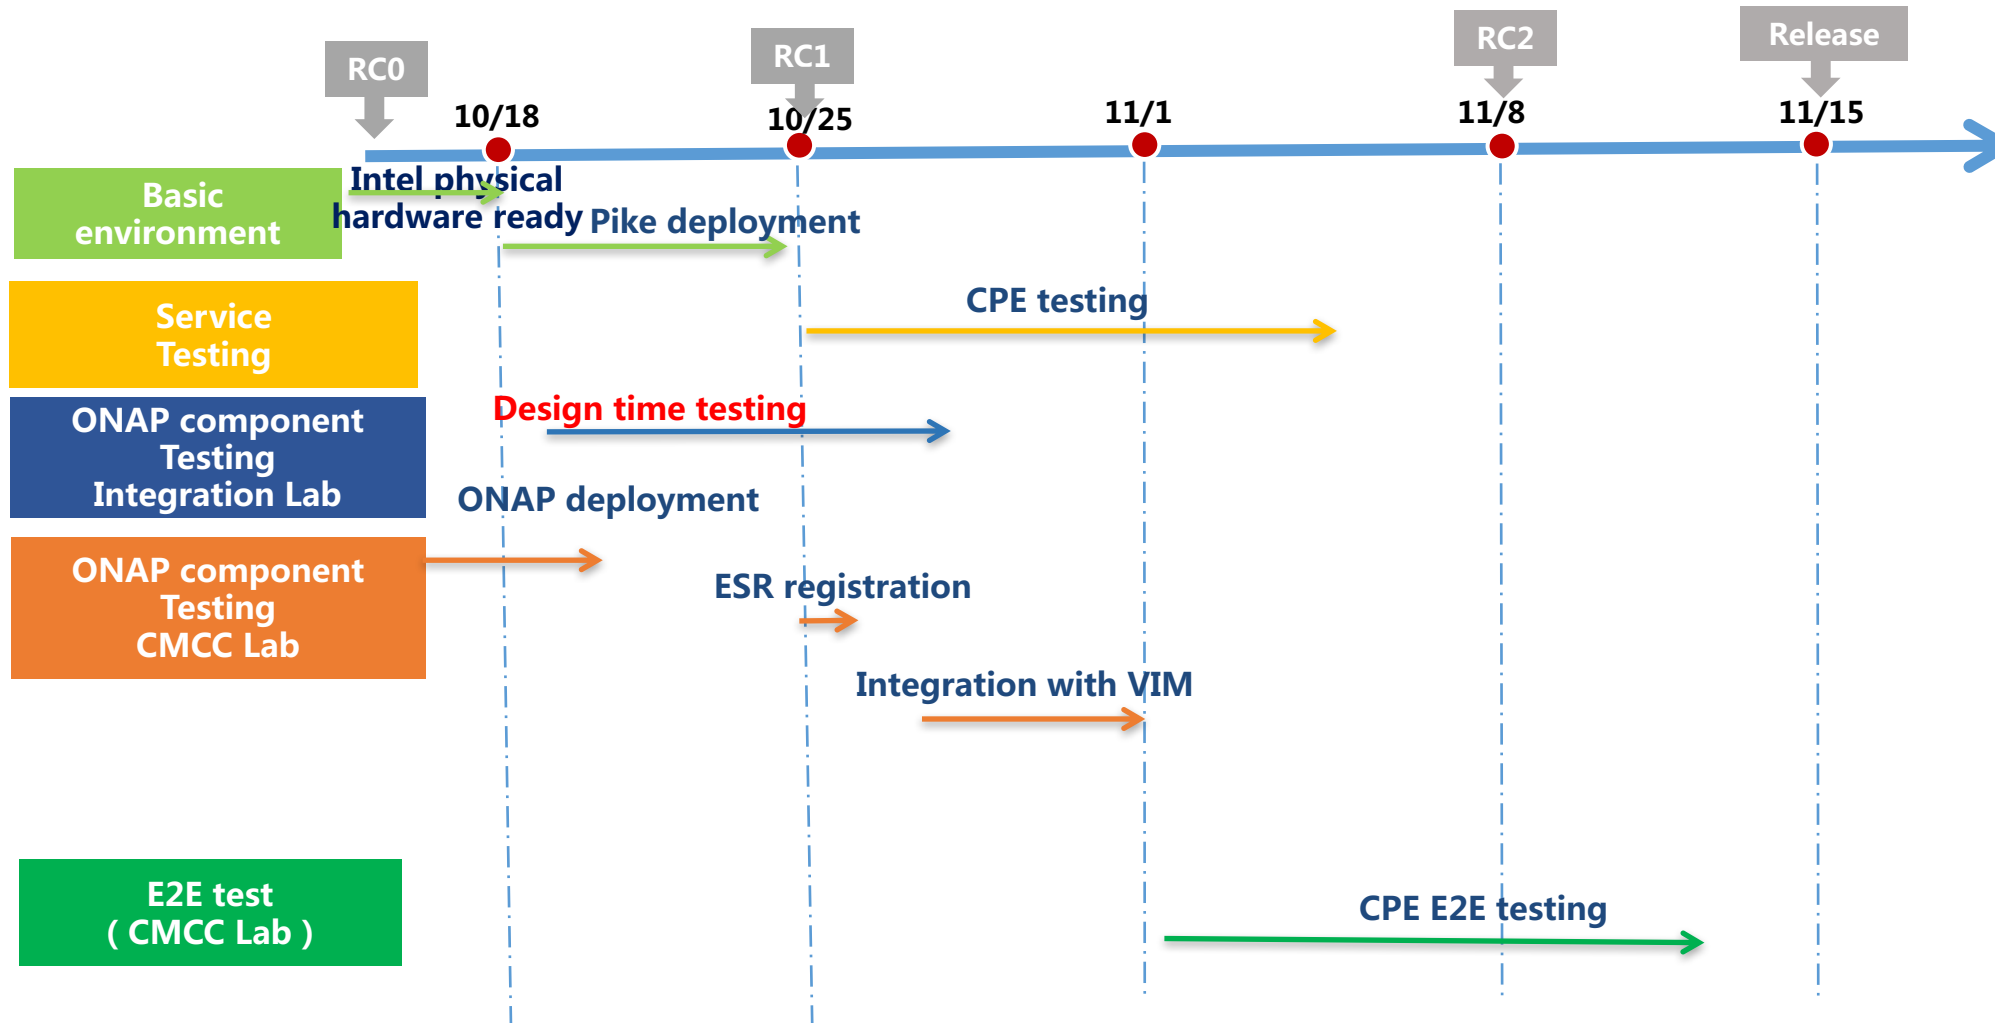 RC0
RC1
RC2
Release
10/18
10/25
11/1
11/8
11/15
Basic
environment
Intel physical
hardware ready
Pike deployment
Service
Testing
CPE testing
ONAP component
Testing
Integration Lab
Design time testing
ONAP deployment
ONAP component
Testing
CMCC Lab
ESR registration
Integration with VIM
E2E test
( CMCC Lab )
CPE E2E testing